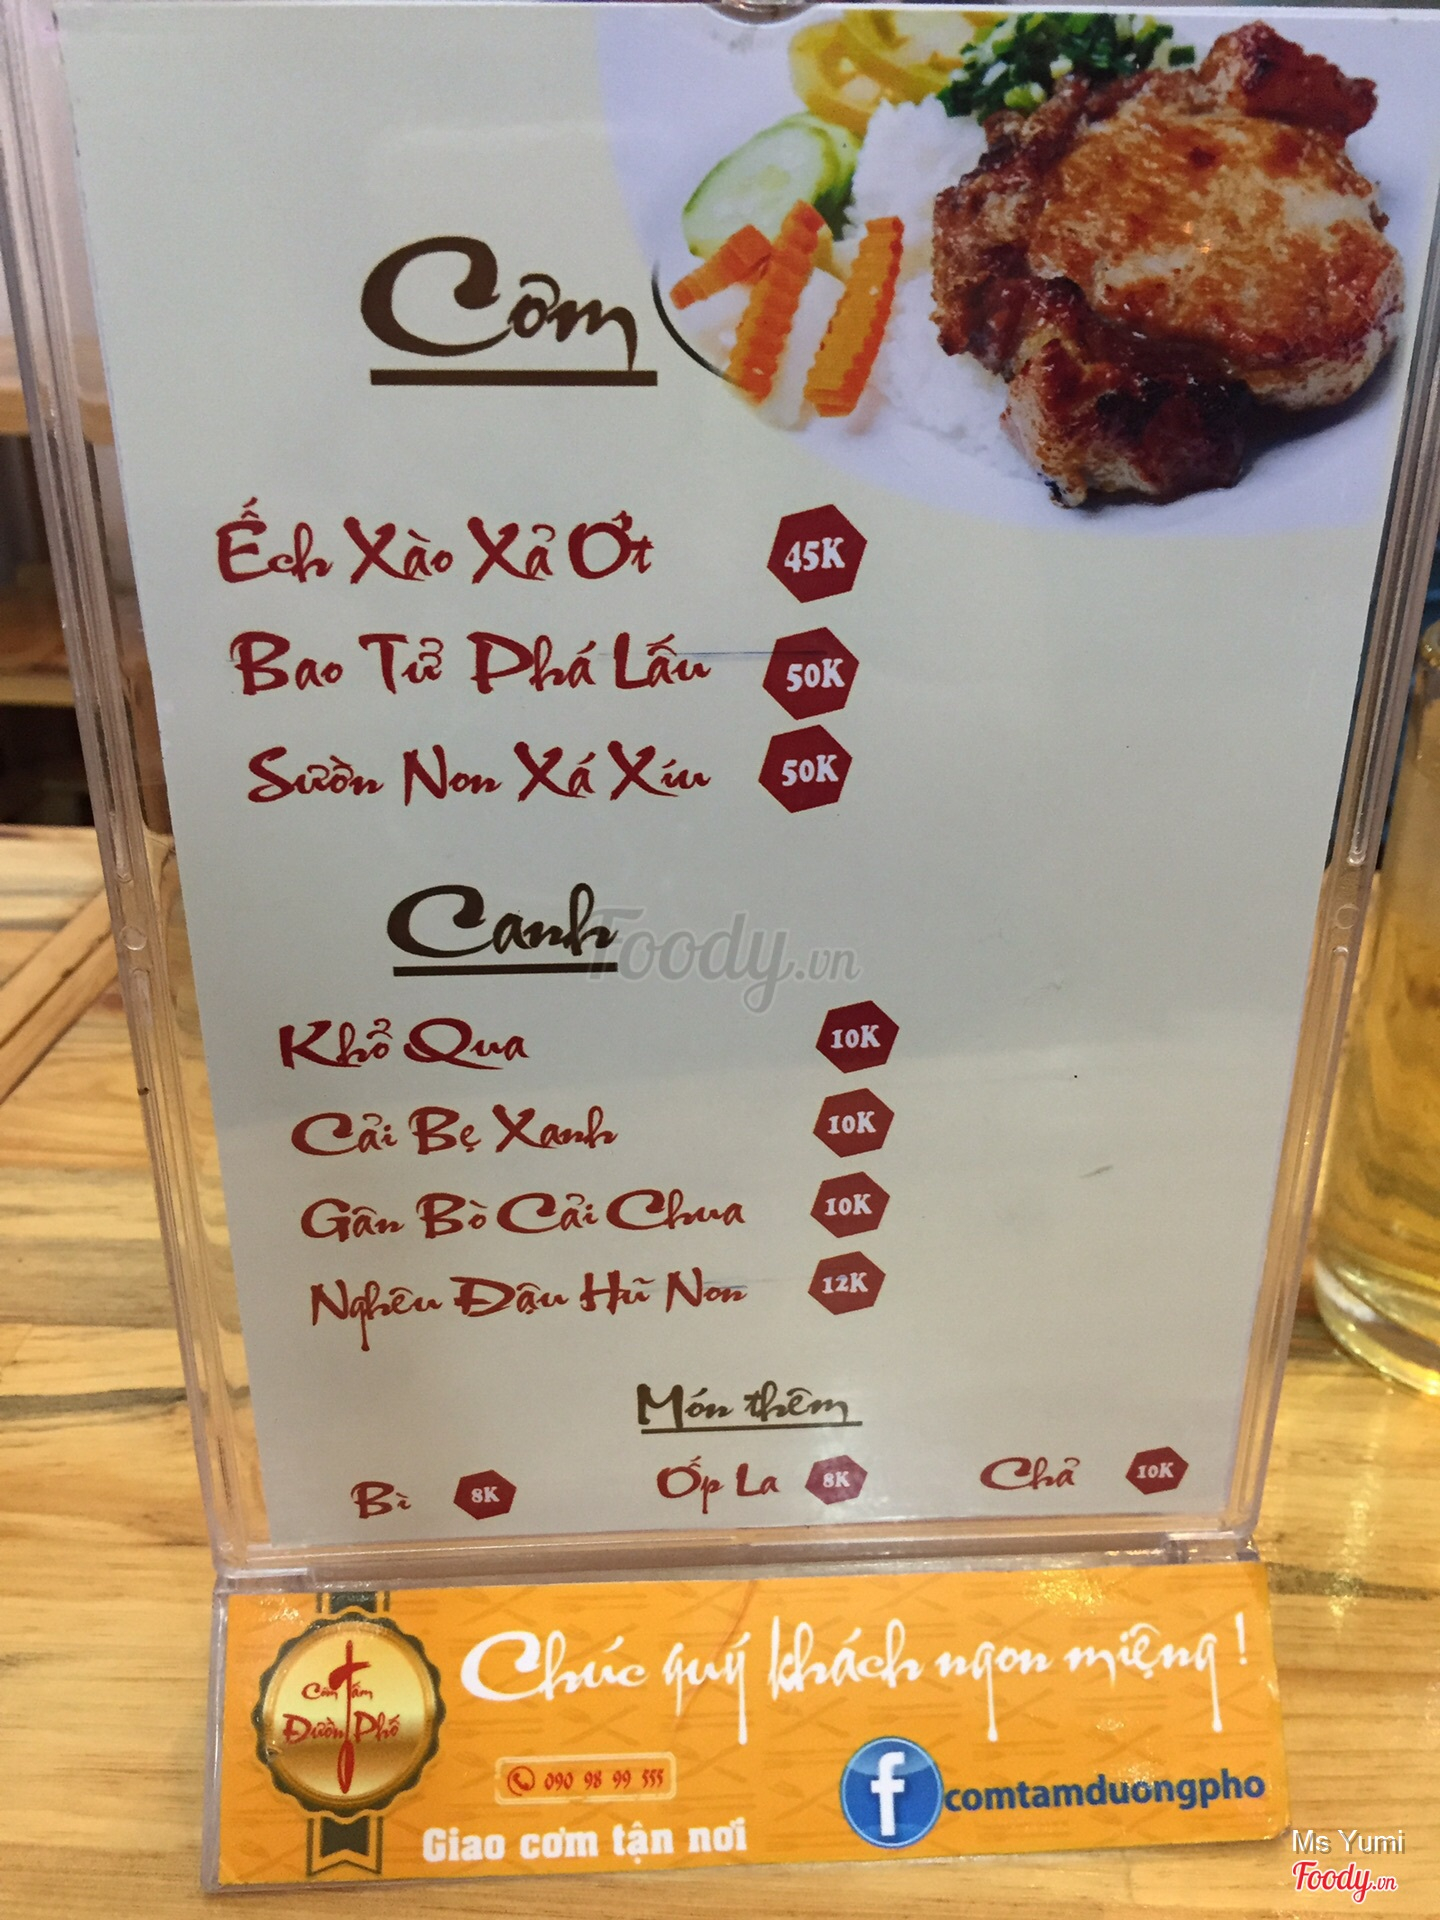 Cơm
Ếch Xào Xả Ớt 45K
Bao Tử Phá Lấu 50K
Sườn Non Xá Xíu 50K
Canh
Khổ Qua 10K
Cải Bẹ Xanh 10K
Gân Bò Cải Chua 10K
Nghêu Đậu Hũ Non 12K
Món thêm
Bì 8K Ốp La 8K Chả 10K
Chúc quý khách ngon miệng !
Cơm Tấm
Đường Phố
090 98 99 555
comtamduongpho
Giao cơm tận nơi
Foody.vn
Ms Yumi
Foody.vn